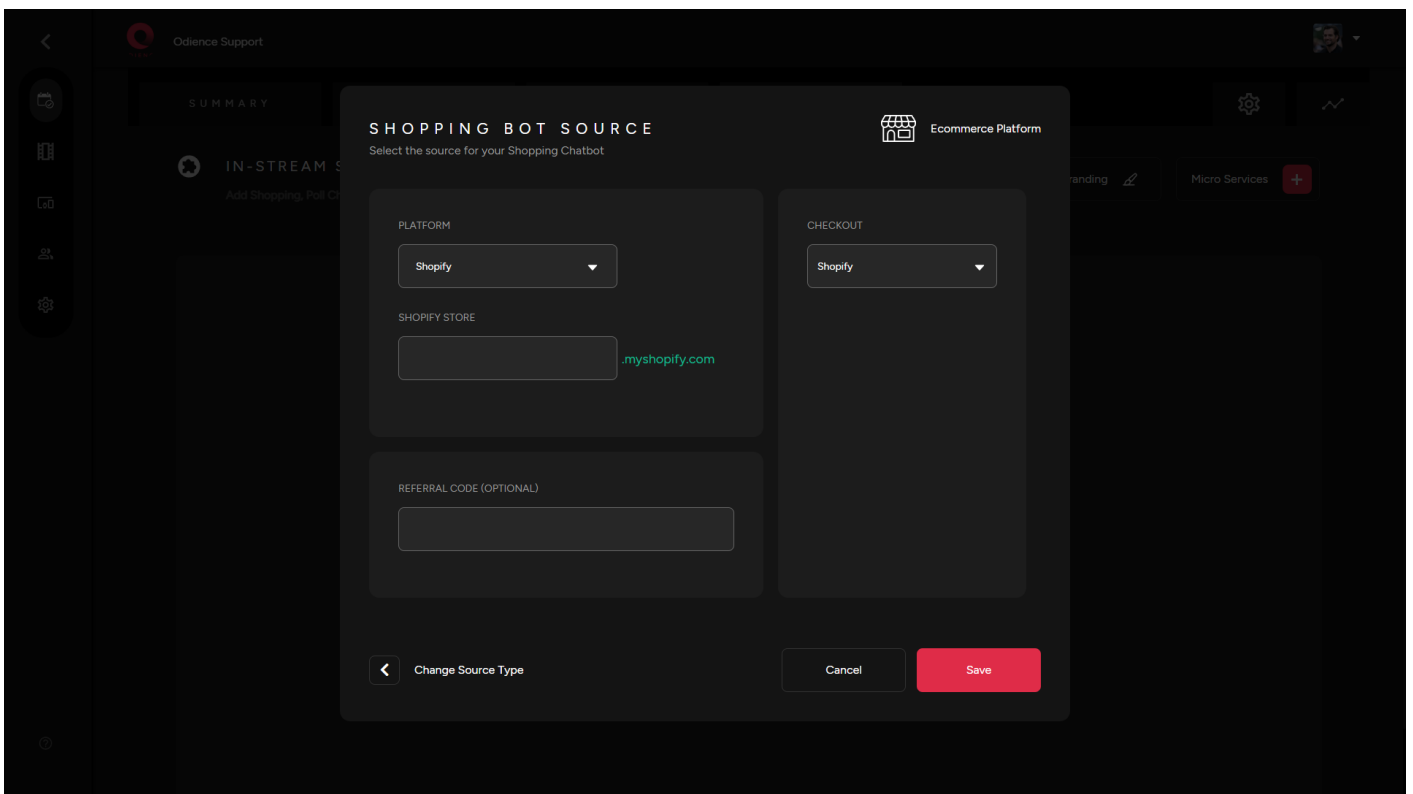 Odience Support
SUMMARY
SHOPPING BOT SOURCE
Select the source for your Shopping Chatbot
Ecommerce Platform
IN-STREAM S
Add Shopping, Poll Ch
randing
Micro Services
PLATFORM
Shopify
SHOPIFY STORE
.myshopify.com
CHECKOUT
Shopify
REFERRAL CODE (OPTIONAL)
Change Source Type
Cancel
Save